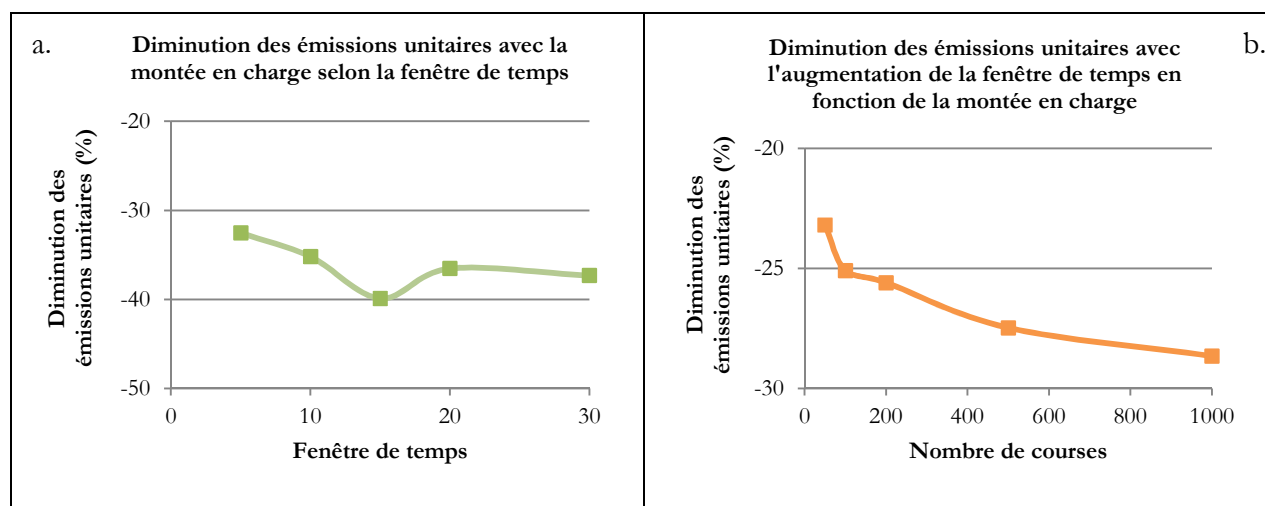 a.
Diminution des émissions unitaires avec la
montée en charge selon la fenêtre de temps
Diminution des
émissions unitaires (%)
-20
-30
-40
-50
0
10
20
30
Fenêtre de temps
b.
Diminution des émissions unitaires avec
l'augmentation de la fenêtre de temps en
fonction de la montée en charge
Diminution des
émissions unitaires (%)
-20
-25
-30
0
200
400
600
800
1000
Nombre de courses